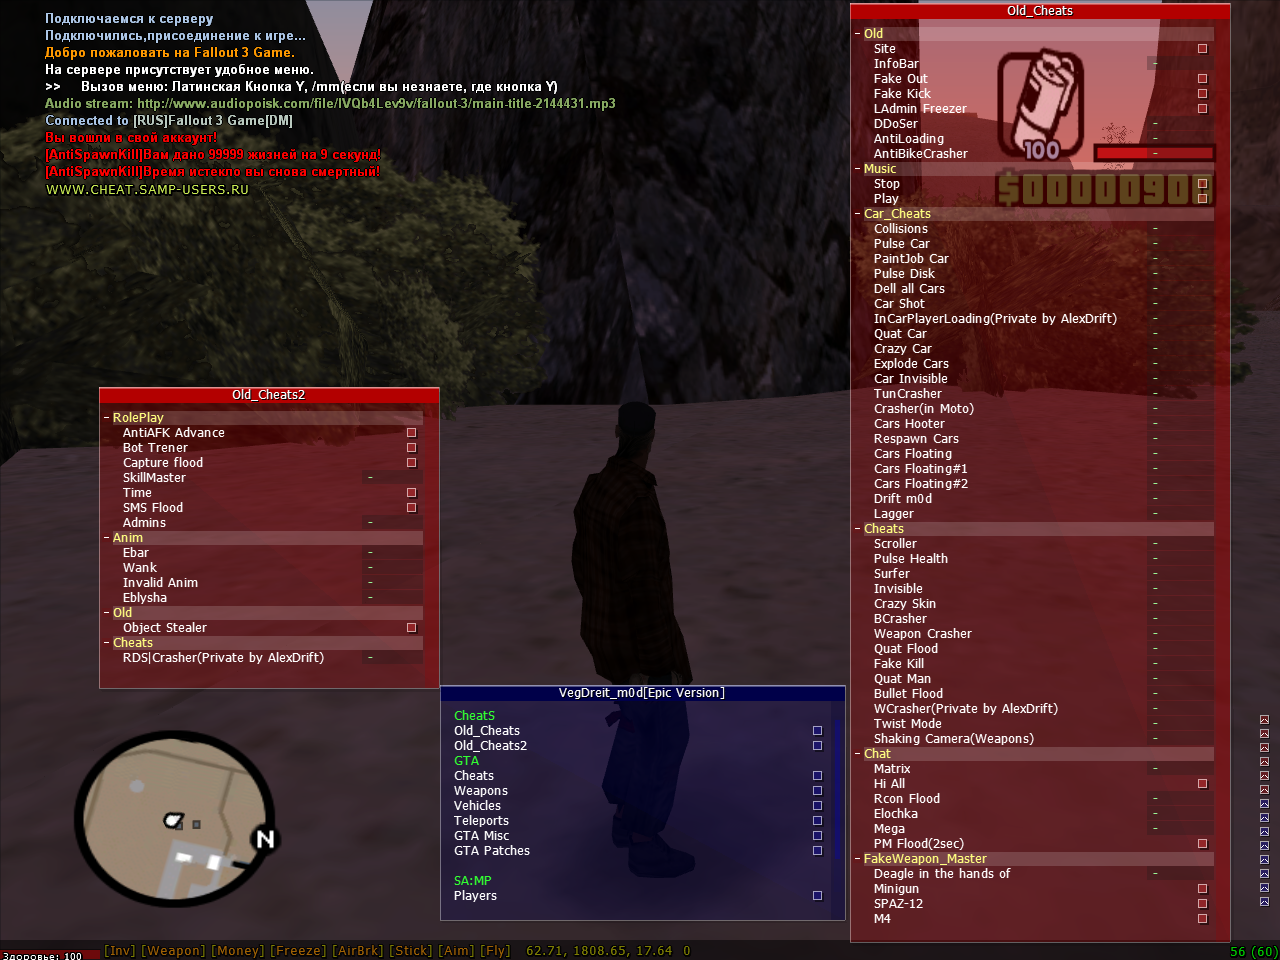 Подключаемся к серверу
Подключились,присоединение к игре...
Добро пожаловать на Fallout 3 Game.
На сервере присутствует удобное меню.
>> Вызов меню: Латинская Кнопка Y, /mm(если вы незнаете, где кнопка Y)
Audio stream: http://www.audiopoisk.com/file/IVQb4Lev9v/fallout-3/main-title-2144431.mp3
Connected to [RUS]Fallout 3 Game[DM]
Вы вошли в свой аккаунт!
[AntiSpawnKill]Вам дано 99999 жизней на 9 секунд!
[AntiSpawnKill]Время истекло вы снова смертный!
WWW.CHEAT.SAMP-USERS.RU
Old_Cheats2
RolePlay
AntiAFK Advance
Bot Trener
Capture flood
SkillMaster
Time
SMS Flood
Admins
Anim
Ebar
Wank
Invalid Anim
Eblysha
Old
Object Stealer
Cheats
RDS|Crasher(Private by AlexDrift)
VegDreit_m0d[Epic Version]
CheatS
Old_Cheats
Old_Cheats2
GTA
Cheats
Weapons
Vehicles
Teleports
GTA Misc
GTA Patches
SA:MP
Players
Old_Cheats
Old
Site
InfoBar
Fake Out
Fake Kick
LAdmin Freezer
DDoSer
AntiLoading
AntiBikeCrasher
100
Music
Stop
Play
Car_Cheats
Collisions
Pulse Car
PaintJob Car
Pulse Disk
Dell all Cars
Car Shot
InCarPlayerLoading(Private by AlexDrift)
Quat Car
Crazy Car
Explode Cars
Car Invisible
TunCrasher
Crasher(in Moto)
Cars Hooter
Respawn Cars
Cars Floating
Cars Floating#1
Cars Floating#2
Drift m0d
Lagger
Cheats
Scroller
Pulse Health
Surfer
Invisible
Crazy Skin
BCrasher
Weapon Crasher
Quat Flood
Fake Kill
Quat Man
Bullet Flood
WCrasher(Private by AlexDrift)
Twist Mode
Shaking Camera(Weapons)
Chat
Matrix
Hi All
Rcon Flood
Elochka
Mega
PM Flood(2sec)
FakeWeapon_Master
Deagle in the hands of
Minigun
SPAZ-12
M4
N
Здоровье: 100
[Inv] [Weapon] [Money] [Freeze] [AirBrk] [Stick] [Aim] [Fly] 62.71, 1808.65, 17.64 0
56 (60)